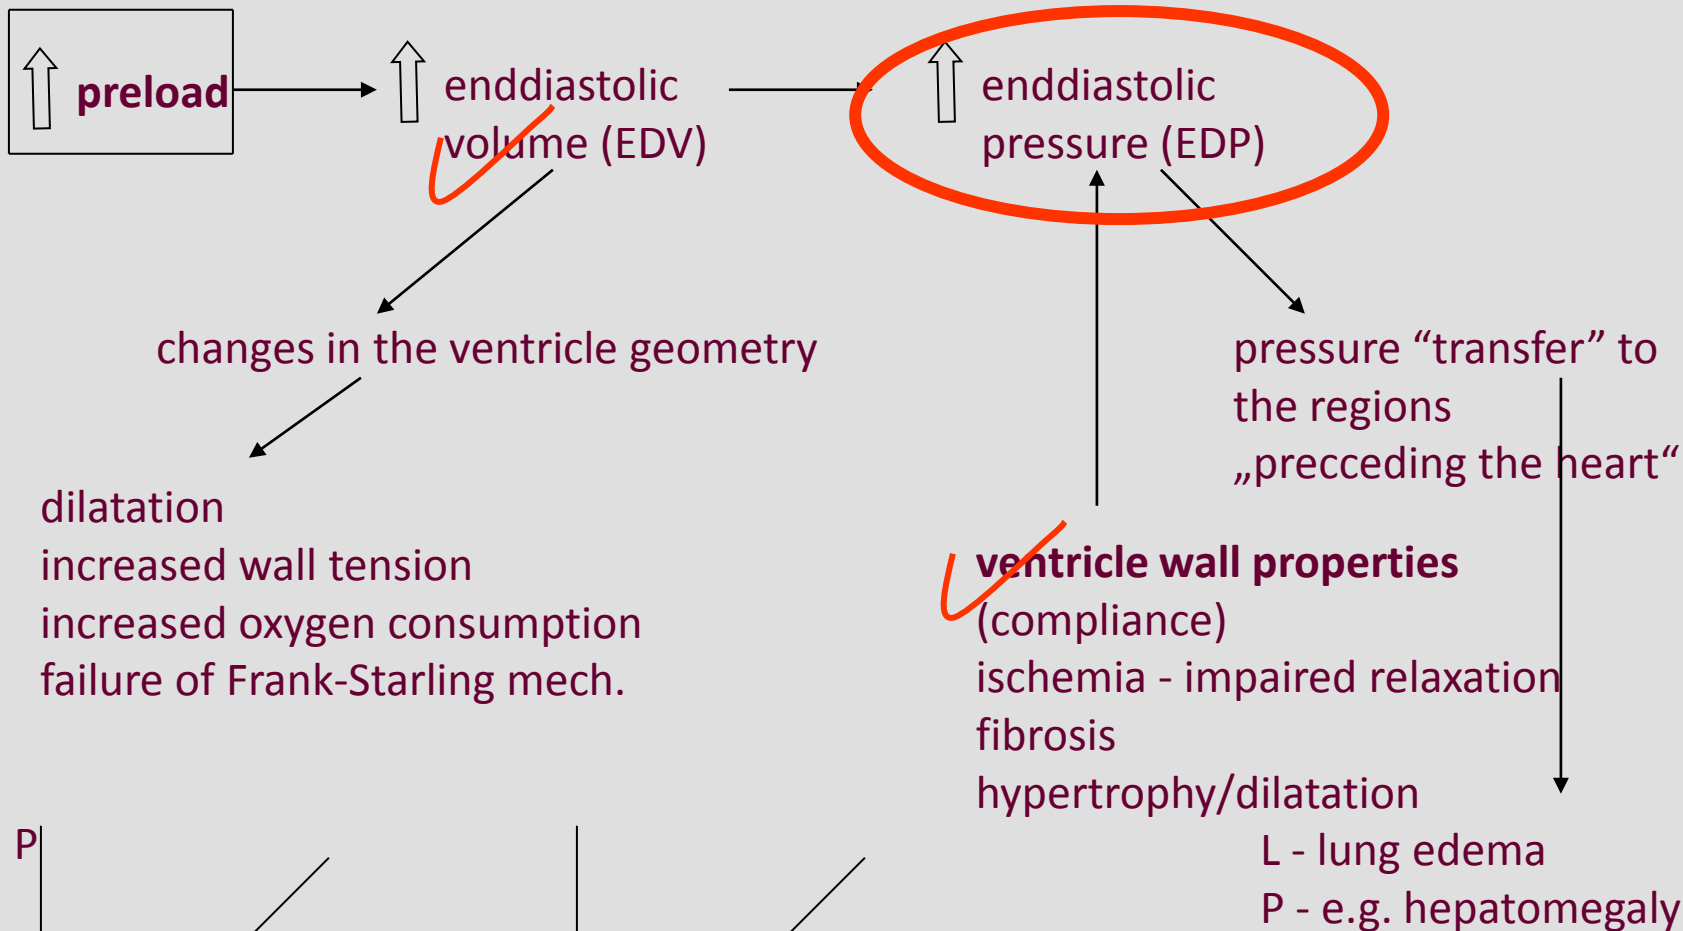 preload
enddiastolic
volume (EDV)
enddiastolic
pressure (EDP)
changes in the ventricle geometry
pressure “transfer” to
the regions
„precceding the heart“
dilatation
increased wall tension
increased oxygen consumption
failure of Frank-Starling mech.
ventricle wall properties
(compliance)
ischemia - impaired relaxation
fibrosis
hypertrophy/dilatation
L - lung edema
P - e.g. hepatomegaly
P